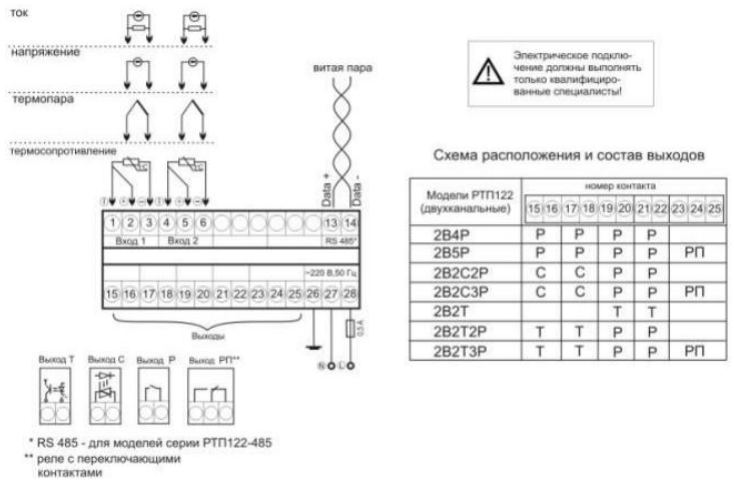 ток
напряжение
термопара
термосопротивление
витая пара
Data +
Data -
1 2 3 4 5 6 13 14
Вход 1 Вход 2 RS 485*
~220 В,50 Гц
15 16 17 18 19 20 21 22 23 24 25 26 27 28
Выходы
0,5 А
N L
Выход Т Выход С Выход Р Выход РП**
* RS 485 - для моделей серии РТП122-485
** реле с переключающими
контактами
Электрическое подклю-
чение должны выполнять
только квалифициро-
ванные специалисты!
Схема расположения и состав выходов
Модели РТП122
(двухканальные)
номер контакта
15 16 17 18 19 20 21 22 23 24 25
2В4Р Р Р Р Р
2В5Р Р Р Р Р РП
2В2С2Р С С Р Р
2В2С3Р С С Р Р РП
2В2Т Т Т
2В2Т2Р Т Т Р Р
2В2Т3Р Т Т Р Р РП